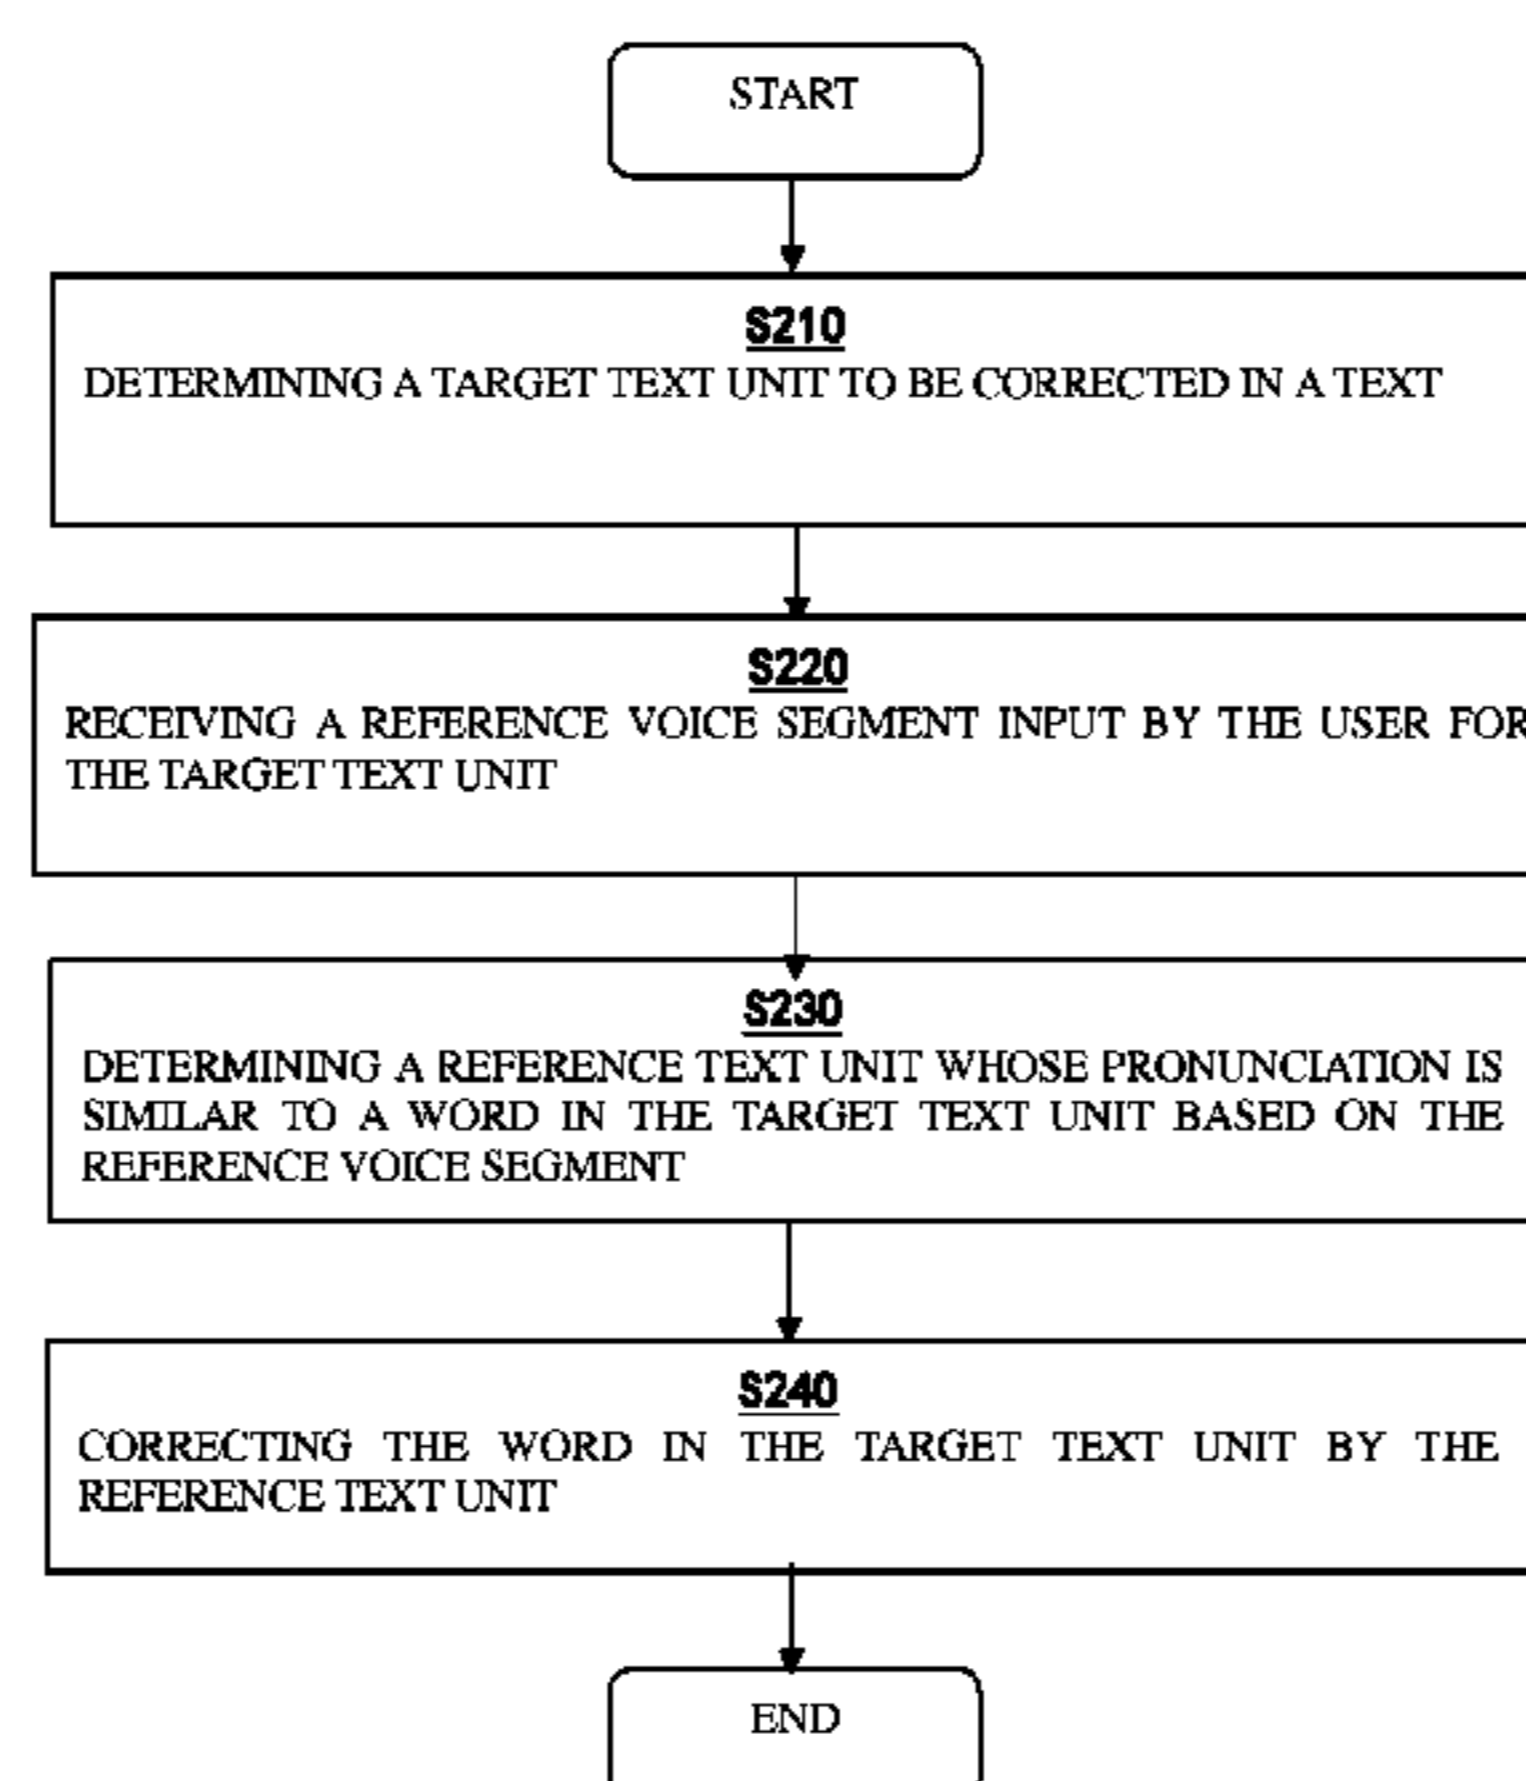 START
S210
DETERMINING A TARGET TEXT UNIT TO BE CORRECTED IN A TEXT
S220
RECEIVING A REFERENCE VOICE SEGMENT INPUT BY THE USER FOR
THE TARGET TEXT UNIT
S230
DETERMINING A REFERENCE TEXT UNIT WHOSE PRONUNCIATION IS
SIMILAR TO A WORD IN THE TARGET TEXT UNIT BASED ON THE
REFERENCE VOICE SEGMENT
S240
CORRECTING THE WORD IN THE TARGET TEXT UNIT BY THE
REFERENCE TEXT UNIT
END